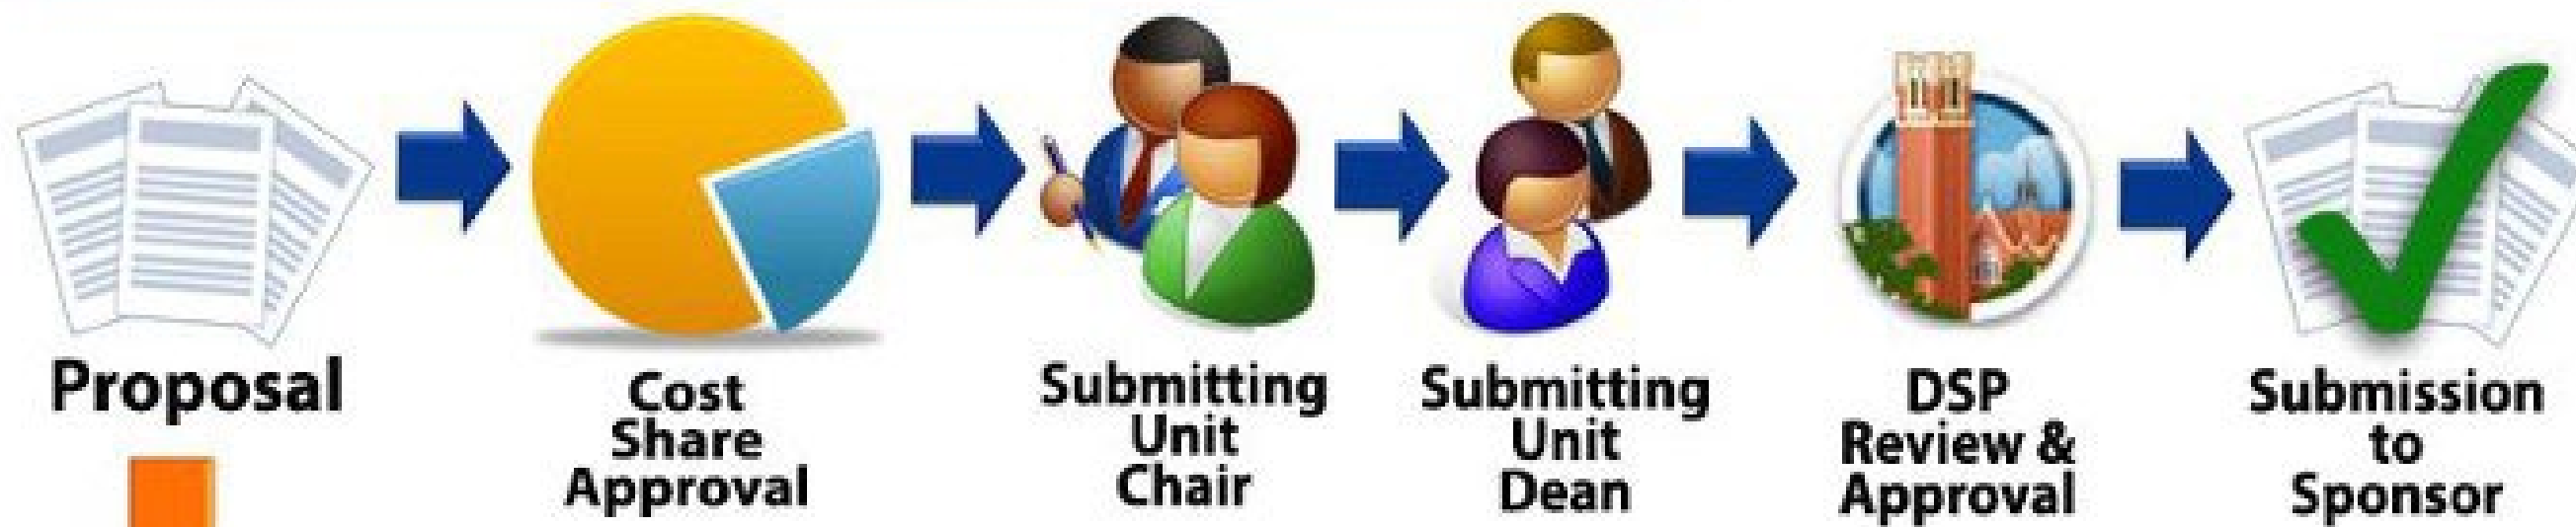 Proposal
Cost
Share
Approval
Submitting
Unit
Chair
Submitting
Unit
Dean
DSP
Review &
Approval
Submission
to
Sponsor